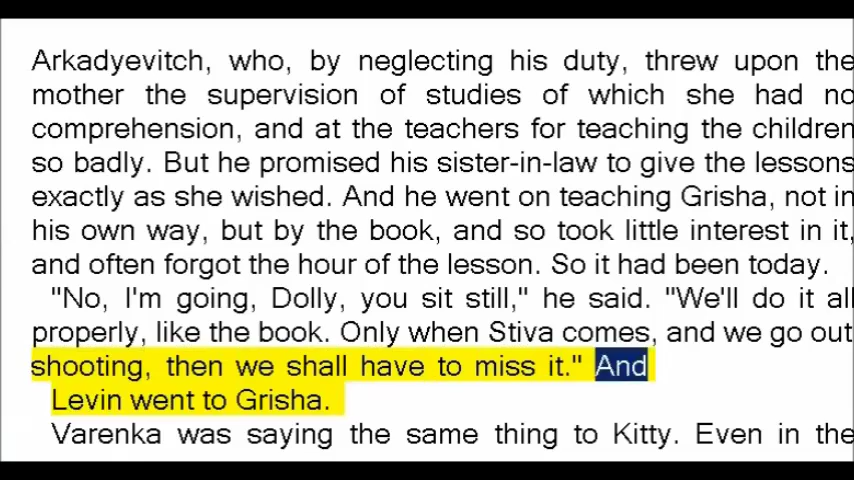 Arkadyevitch, who, by neglecting his duty, threw upon the
mother the supervision of studies of which she had no
comprehension, and at the teachers for teaching the children
so badly. But he promised his sister-in-law to give the lessons
exactly as she wished. And he went on teaching Grisha, not in
his own way, but by the book, and so took little interest in it,
and often forgot the hour of the lesson. So it had been today.
"No, I'm going, Dolly, you sit still," he said. "We'll do it all
properly, like the book. Only when Stiva comes, and we go out
shooting, then we shall have to miss it." And
Levin went to Grisha.
Varenka was saying the same thing to Kitty. Even in the